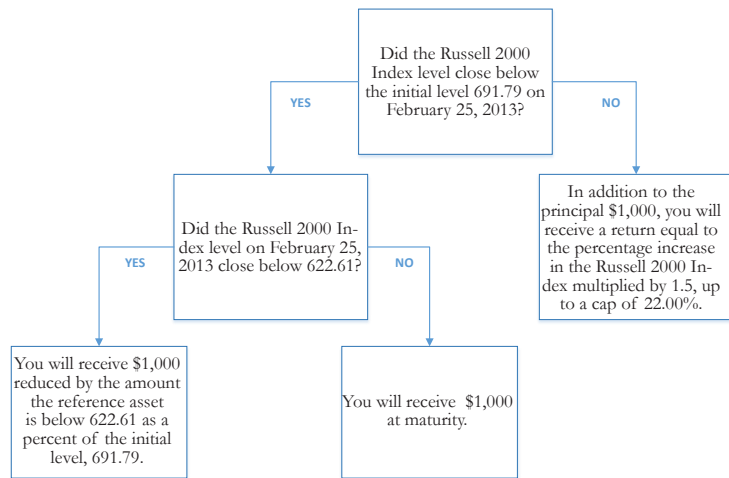 Did the Russell 2000
Index level close below
the initial level 691.79 on
February 25, 2013?
YES
NO
Did the Russell 2000 In-
dex level on February 25,
2013 close below 622.61?
In addition to the
principal $1,000, you will
receive a return equal to
the percentage increase
in the Russell 2000 In-
dex multiplied by 1.5, up
to a cap of 22.00%.
YES
NO
You will receive $1,000
reduced by the amount
the reference asset
is below 622.61 as a
percent of the initial
level, 691.79.
You will receive $1,000
at maturity.